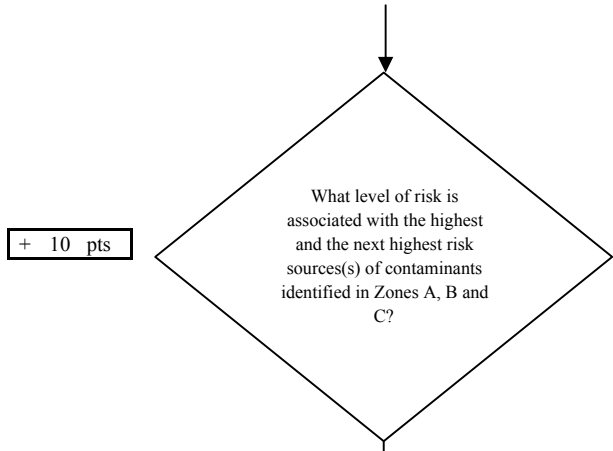 What level of risk is
associated with the highest
and the next highest risk
sources(s) of contaminants
identified in Zones A, B and
C?
+ 10 pts